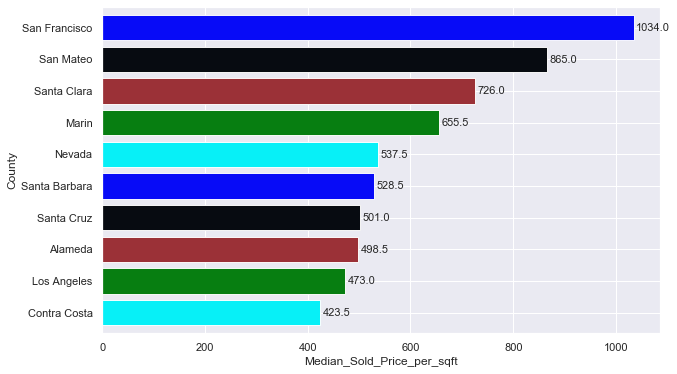 San Francisco 1034.0
San Mateo 865.0
Santa Clara 726.0
Marin 655.5
Nevada 537.5
County
Santa Barbara 528.5
Santa Cruz 501.0
Alameda 498.5
Los Angeles 473.0
Contra Costa 423.5
0 200 400 600 800 1000
Median_Sold_Price_per_sqft